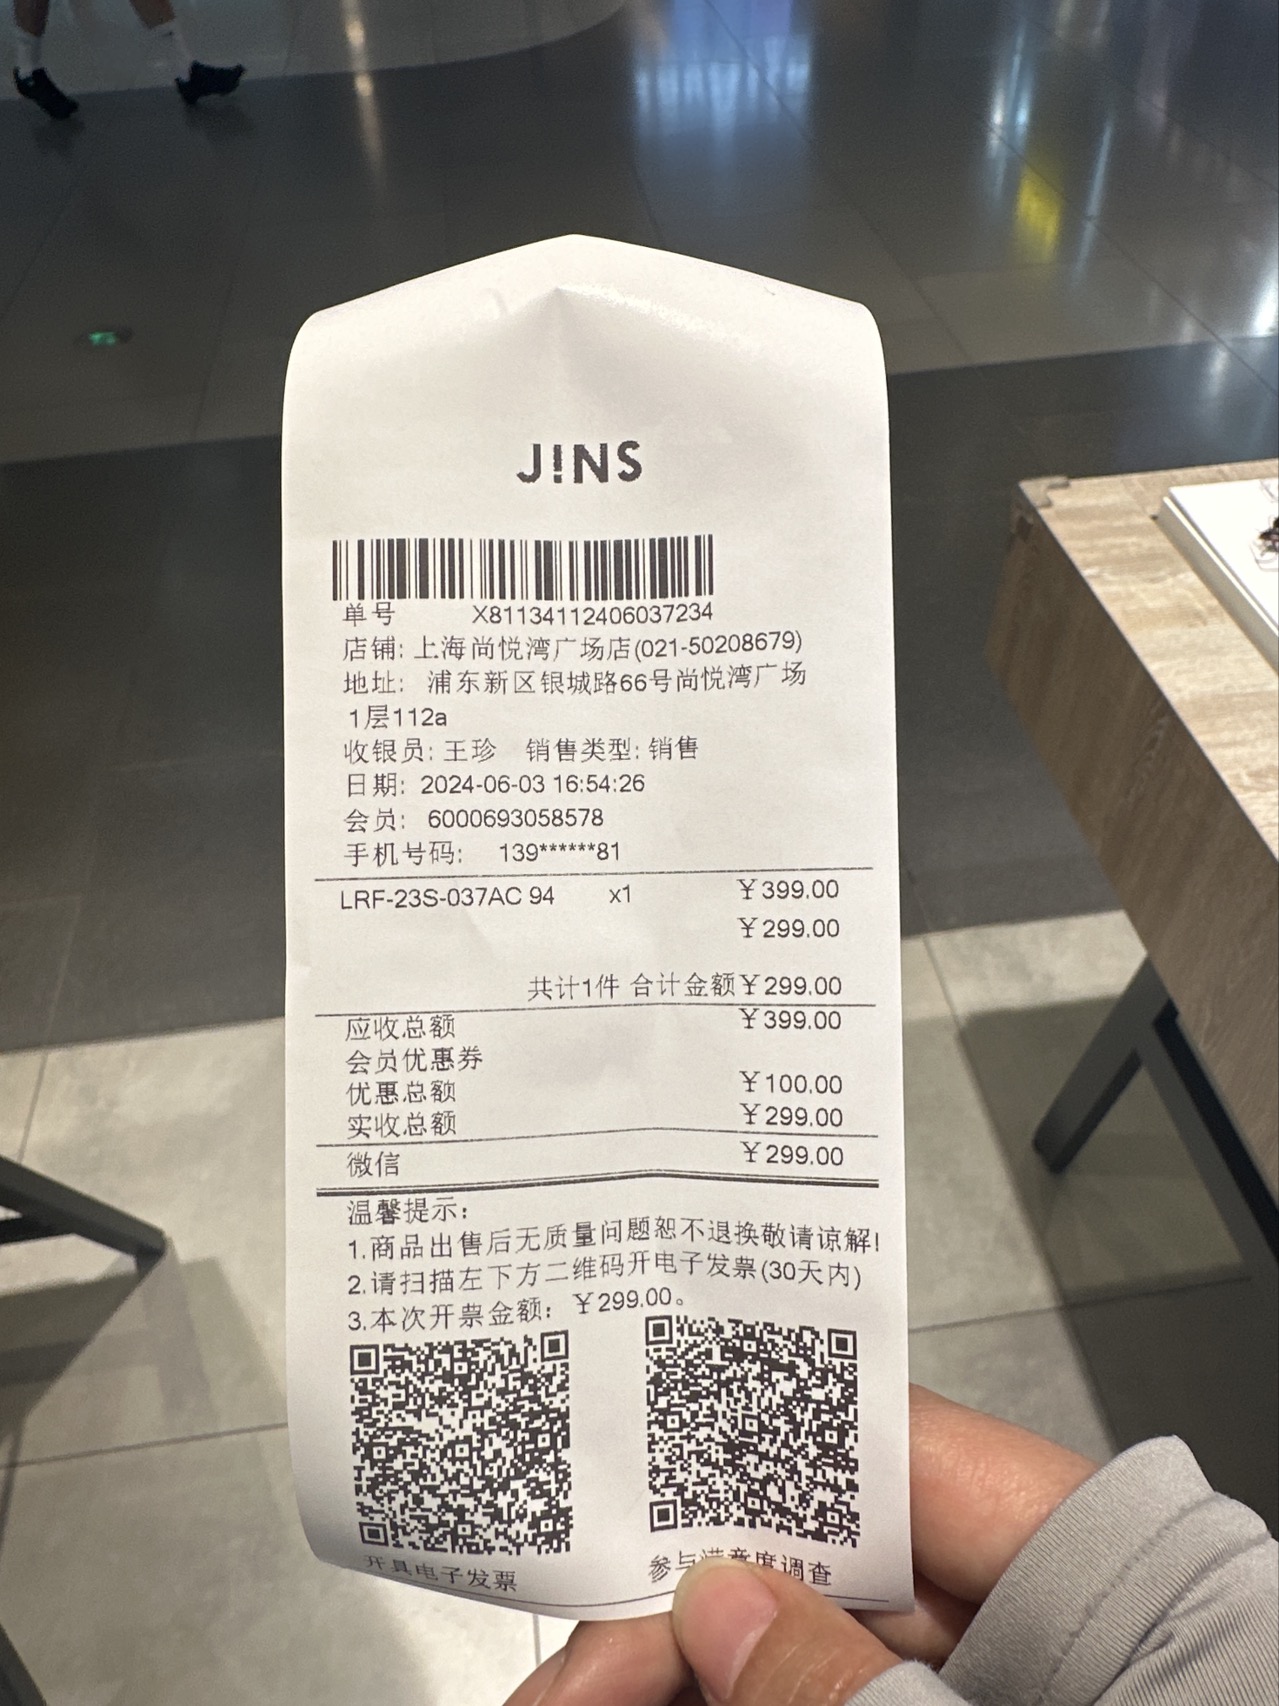 J!NS
单号 X81134112406037234
店铺: 上海尚悦湾广场店(021-50208679)
地址: 浦东新区银城路66号尚悦湾广场
1层112a
收银员: 王珍 销售类型: 销售
日期: 2024-06-03 16:54:26
会员: 6000693058578
手机号码: 139******81
LRF-23S-037AC 94 x1 ￥399.00
￥299.00
共计1件 合计金额￥299.00
应收总额 ￥399.00
会员优惠券
优惠总额 ￥100.00
实收总额 ￥299.00
微信 ￥299.00
温馨提示:
1.商品出售后无质量问题恕不退换敬请谅解!
2.请扫描左下方二维码开电子发票(30天内)
3.本次开票金额: ￥299.00。
开具电子发票 参与满意度调查